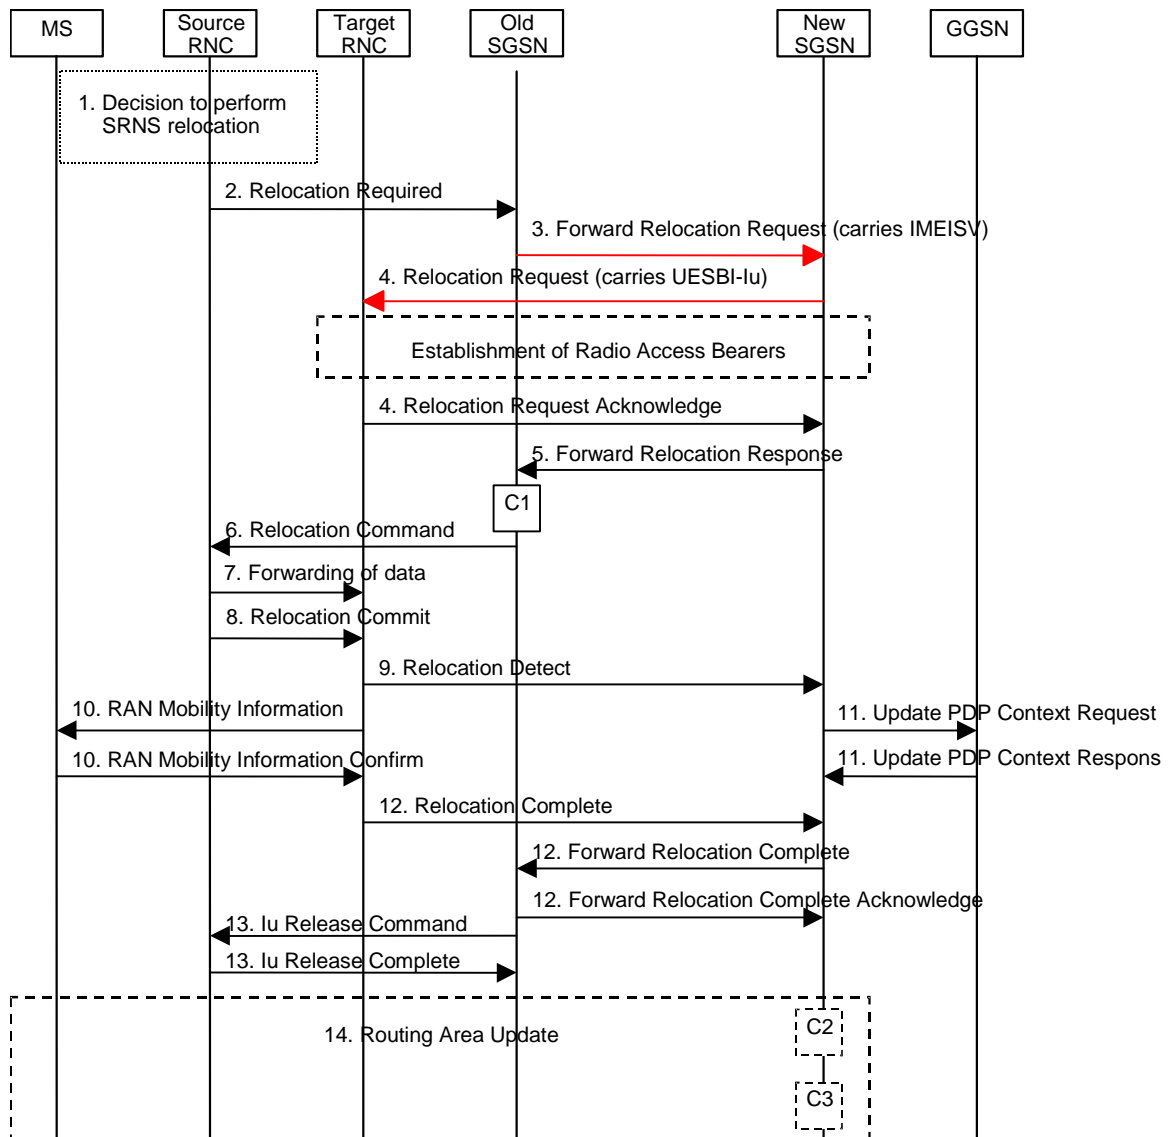 MS
Source
RNC
Target
RNC
Old
SGSN
New
SGSN
GGSN
1. Decision to perform
SRNS relocation
2. Relocation Required
3. Forward Relocation Request (carries IMEISV)
4. Relocation Request (carries UESBI-Iu)
Establishment of Radio Access Bearers
4. Relocation Request Acknowledge
5. Forward Relocation Response
C1
6. Relocation Command
7. Forwarding of data
8. Relocation Commit
9. Relocation Detect
10. RAN Mobility Information
11. Update PDP Context Request
10. RAN Mobility Information Confirm
11. Update PDP Context Respons
12. Relocation Complete
12. Forward Relocation Complete
12. Forward Relocation Complete Acknowledge
13. Iu Release Command
13. Iu Release Complete
14. Routing Area Update
C2
C3